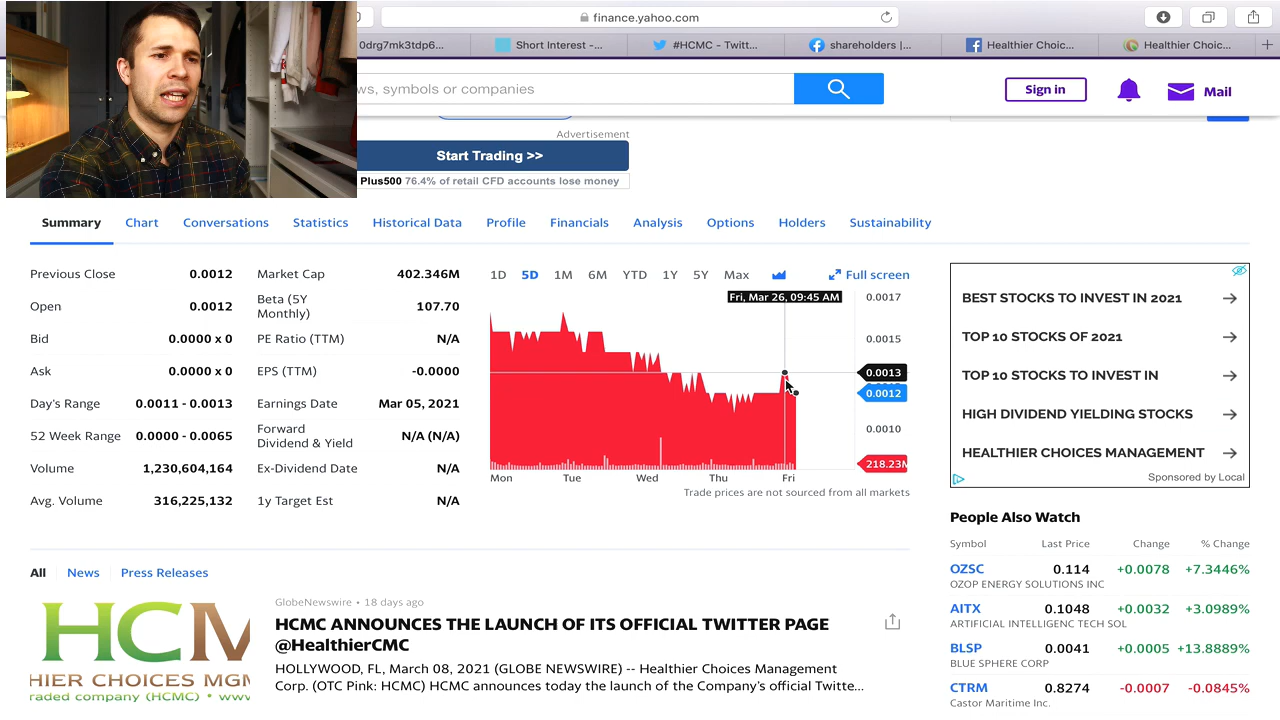 finance.yahoo.com
0drg7mk3tdp6...
Short Interest -...
#HCMC - Twitt...
shareholders |...
Healthier Choic...
Healthier Choic...
ws, symbols or companies
Sign in
Mail
Advertisement
Start Trading >>
Plus500 76.4% of retail CFD accounts lose money
Summary Chart Conversations Statistics Historical Data Profile Financials Analysis Options Holders Sustainability
Previous Close 0.0012
Open 0.0012
Bid 0.0000 x 0
Ask 0.0000 x 0
Day's Range 0.0011 - 0.0013
52 Week Range 0.0000 - 0.0065
Volume 1,230,604,164
Avg. Volume 316,225,132
Market Cap 402.346M
Beta (5Y
Monthly) 107.70
PE Ratio (TTM) N/A
EPS (TTM) -0.0000
Earnings Date Mar 05, 2021
Forward
Dividend & Yield N/A (N/A)
Ex-Dividend Date N/A
1y Target Est N/A
1D 5D 1M 6M YTD 1Y 5Y Max Full screen
Fri, Mar 26, 09:45 AM
0.0017
0.0015
0.0013
0.0012
0.0010
218.23M
Mon Tue Wed Thu Fri
Trade prices are not sourced from all markets
BEST STOCKS TO INVEST IN 2021
TOP 10 STOCKS OF 2021
TOP 10 STOCKS TO INVEST IN
HIGH DIVIDEND YIELDING STOCKS
HEALTHIER CHOICES MANAGEMENT
Sponsored by Local
People Also Watch
Symbol Last Price Change % Change
OZSC 0.114 +0.0078 +7.3446%
OZOP ENERGY SOLUTIONS INC
AITX 0.1048 +0.0032 +3.0989%
ARTIFICIAL INTELLIGENC TECH SOL
BLSP 0.0041 +0.0005 +13.8889%
BLUE SPHERE CORP
CTRM 0.8274 -0.0007 -0.0845%
Castor Maritime Inc.
All News Press Releases
HCM
HIER CHOICES MGM
raded company (HCMC) • www
GlobeNewswire • 18 days ago
HCMC ANNOUNCES THE LAUNCH OF ITS OFFICIAL TWITTER PAGE
@HealthierCMC
HOLLYWOOD, FL, March 08, 2021 (GLOBE NEWSWIRE) -- Healthier Choices Management
Corp. (OTC Pink: HCMC) HCMC announces today the launch of the Company's official Twitte...